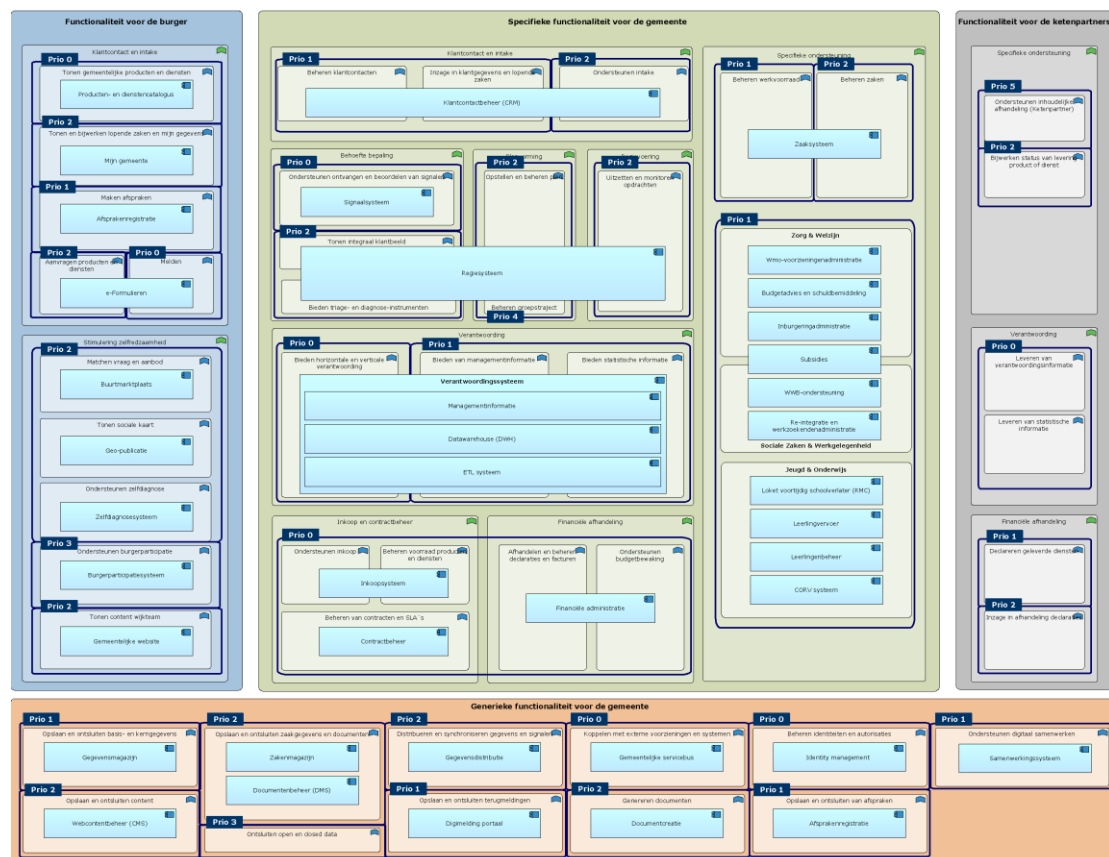 Functionaliteit voor de burger
Klantcontact en intake
Prio 0
Tonen gemeentelijke producten en diensten
Producten- en dienstencatalogus
Prio 2
Tonen en bijwerken lopende zaken en mijn gegevens
Mijn gemeente
Prio 1
Maken afspraken
Afsprakenregistratie
Prio 2
Prio 0
Aanvragen producten en
diensten
Melden
e-Formulieren
Stimulering zelfredzaamheid
Prio 2
Matchen vraag en aanbod
Buurtmarktplaats
Tonen sociale kaart
Geo-publicatie
Ondersteunen zelfdiagnose
Zelfdiagnosesysteem
Prio 3
Ondersteunen burgerparticipatie
Burgerparticipatiesysteem
Prio 2
Tonen content wijkteam
Gemeentelijke website
Specifieke functionaliteit voor de gemeente
Klantcontact en intake
Prio 1
Beheren klantcontacten
Inzage in klantgegevens en lopende
zaken
Prio 2
Ondersteunen intake
Klantcontactbeheer (CRM)
Behoefte bepaling
Prio 0
Ondersteunen ontvangen en beoordelen van signalen
Signaalsysteem
Prio 2
Tonen integraal klantbeeld
Prio 2
Opstellen en beheren
Prio 2
Uitzetten en monitoren
opdrachten
Regiesysteem
Bieden triage- en diagnose-instrumenten
Beheren groepstraject
Prio 4
Verantwoording
Prio 0
Bieden horizontale en verticale
verantwoording
Prio 1
Bieden van managementinformatie
Bieden statistische informatie
Verantwoordingssysteem
Managementinformatie
Datawarehouse (DWH)
ETL systeem
Inkoop en contractbeheer
Prio 0
Ondersteunen inkoop
Beheren voorraad producten
en diensten
Inkoopsysteem
Beheren van contracten en SLA`s
Contractbeheer
Financiële afhandeling
Afhandelen en beheren
declaraties en facturen
Ondersteunen
budgetbewaking
Financiële administratie
Specifieke ondersteuning
Prio 1
Beheren werkvoorraad
Prio 2
Beheren zaken
Zaaksysteem
Prio 1
Zorg & Welzijn
Wmo-voorzieningenadministratie
Budgetadvies en schuldbemiddeling
Inburgeringadministratie
Subsidies
WWB-ondersteuning
Re-integratie en
werkzoekendenadministratie
Sociale Zaken & Werkgelegenheid
Jeugd & Onderwijs
Loket voortijdig schoolverlater (RMC)
Leerlingvervoer
Leerlingenbeheer
CORV systeem
Functionaliteit voor de ketenpartners
Specifieke ondersteuning
Prio 5
Ondersteunen inhoudelijke
afhandeling (Ketenpartner)
Prio 2
Bijwerken status van levering
product of dienst
Verantwoording
Prio 0
Leveren van
verantwoordingsinformatie
Leveren van statistische
informatie
Financiële afhandeling
Prio 1
Declareren geleverde diensten
Prio 2
Inzage in afhandeling declaraties
Generieke functionaliteit voor de gemeente
Prio 1
Opslaan en ontsluiten basis- en kerngegevens
Gegevensmagazijn
Prio 2
Opslaan en ontsluiten content
Webcontentbeheer (CMS)
Prio 2
Opslaan en ontsluiten zaakgegevens en documenten
Zakenmagazijn
Documentenbeheer (DMS)
Prio 3
Ontsluiten open en closed data
Prio 2
Distribueren en synchroniseren gegevens en signalen
Gegevensdistributie
Prio 1
Opslaan en ontsluiten terugmeldingen
Digimelding portaal
Prio 0
Koppelen met externe voorzieningen en systemen
Gemeentelijke servicebus
Prio 2
Genereren documenten
Documentcreatie
Prio 0
Beheren identiteiten en autorisaties
Identity management
Prio 1
Opslaan en ontsluiten van afspraken
Afsprakenregistratie
Prio 1
Ondersteunen digitaal samenwerken
Samenwerkingssysteem